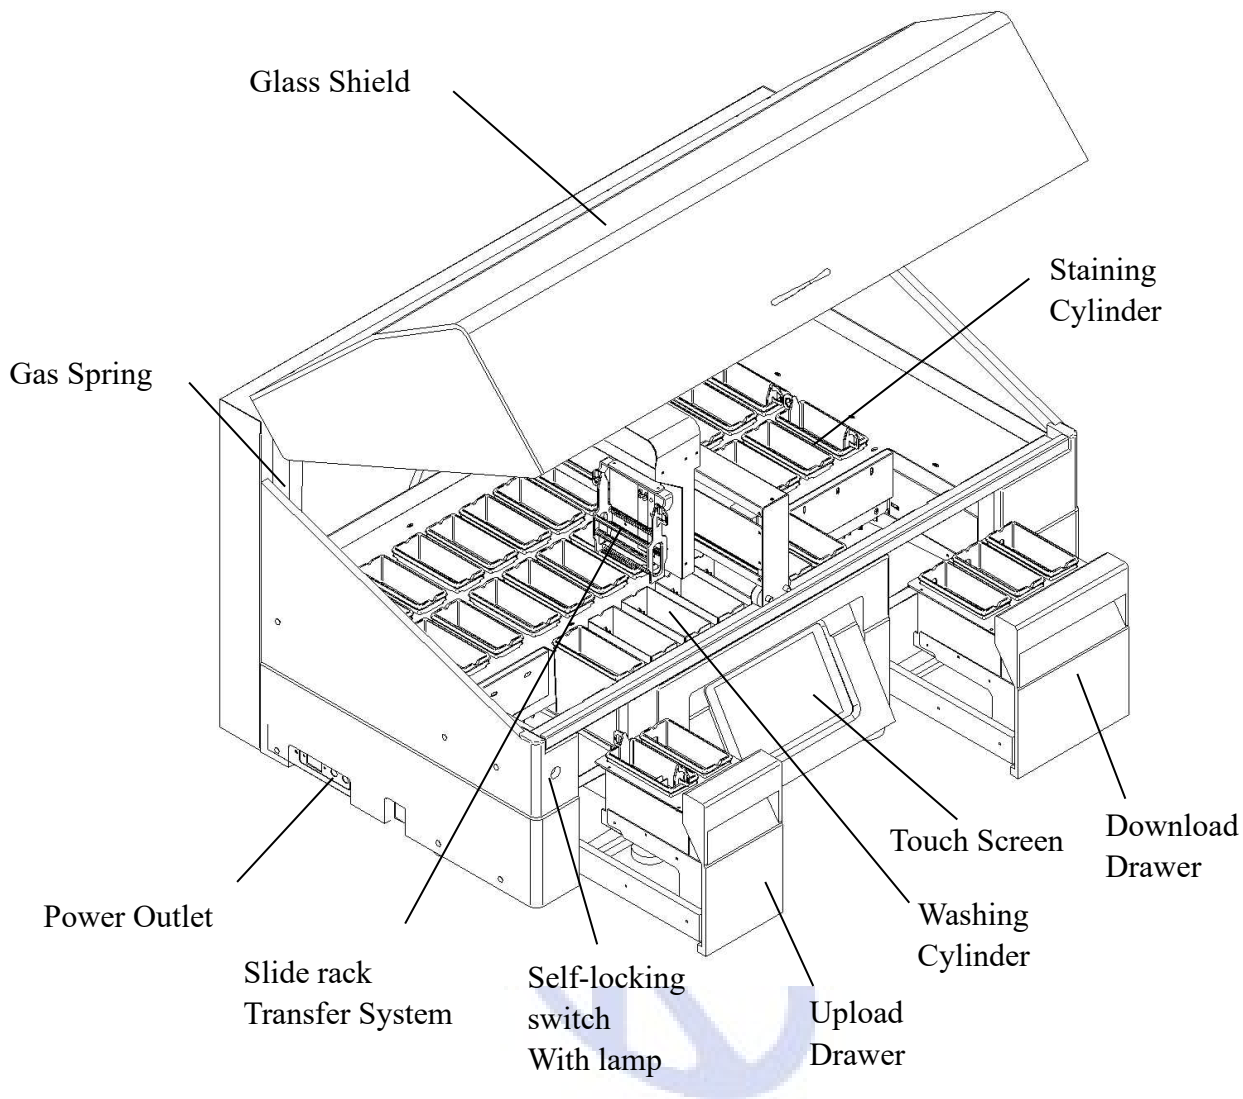 Glass Shield
Staining
Cylinder
Gas Spring
Touch Screen
Download
Drawer
Power Outlet
Washing
Cylinder
Slide rack
Transfer System
Self-locking
switch
With lamp
Upload
Drawer